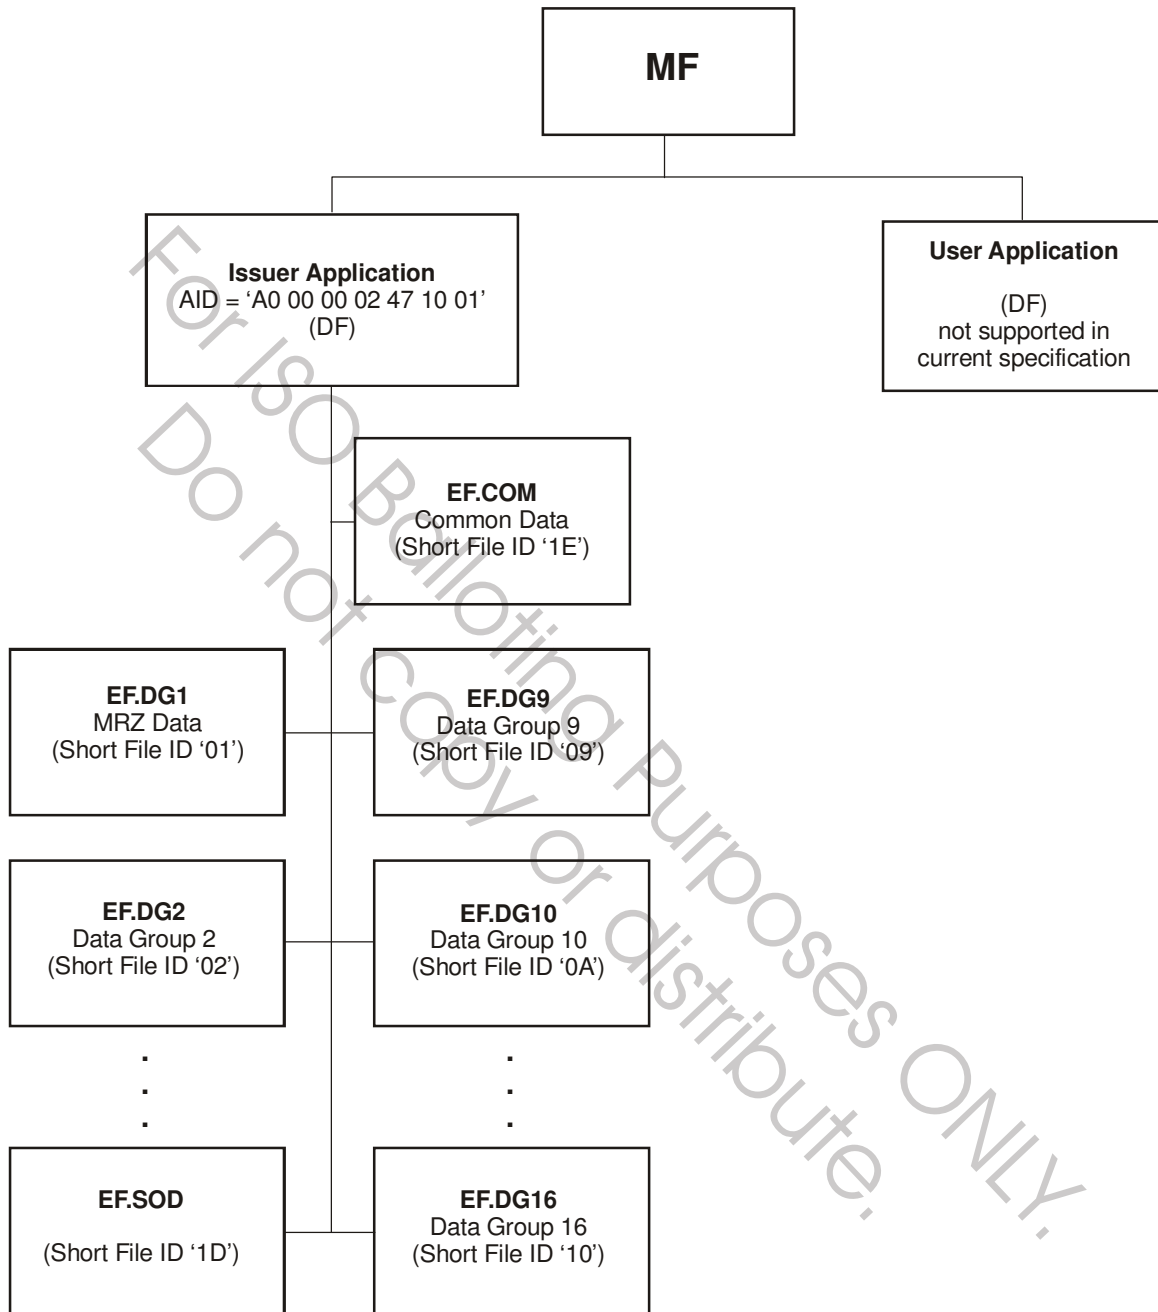 MF
Issuer Application
AID = ‘A0 00 00 02 47 10 01’
(DF)
User Application
(DF)
not supported in
current specification
EF.COM
Common Data
(Short File ID ‘1E’)
EF.DG1
MRZ Data
(Short File ID ‘01’)
EF.DG9
Data Group 9
(Short File ID ‘09’)
EF.DG2
Data Group 2
(Short File ID ‘02’)
EF.DG10
Data Group 10
(Short File ID ‘0A’)
EF.SOD
(Short File ID ‘1D’)
EF.DG16
Data Group 16
(Short File ID ‘10’)
For ISO Balloting Purposes ONLY.
Do not copy or distribute.